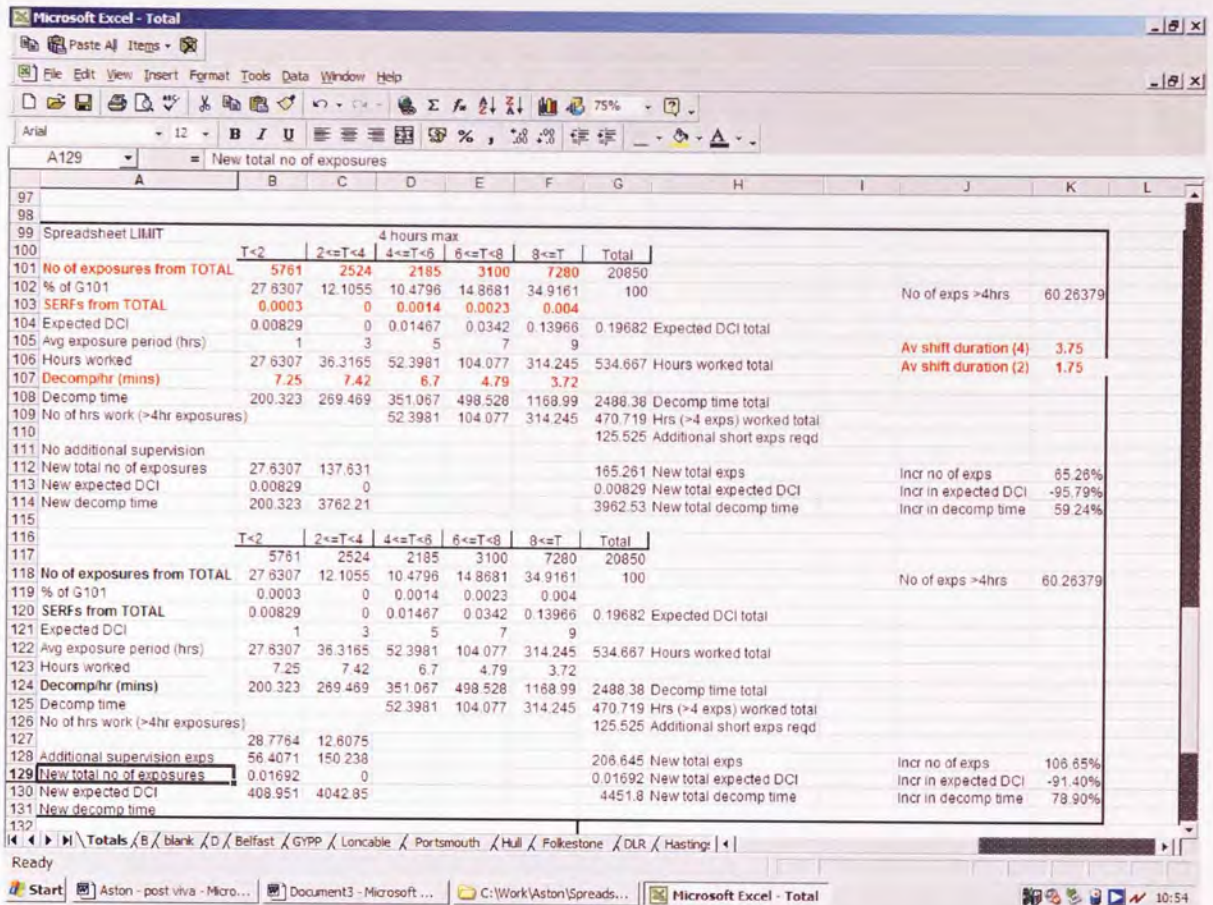 Microsoft Excel - Total
Paste All Items
File Edit View Insert Format Tools Data Window Help
75%
Arial 12 B I U
A129 = New total no of exposures
A B C D E F G H I J K L
97
98
99 Spreadsheet LIMIT 4 hours max
100 T<2 2<=T<4 4<=T<6 6<=T<8 8<=T Total
101 No of exposures from TOTAL 5761 2524 2185 3100 7280 20850
102 % of G101 27.6307 12.1055 10.4796 14.8681 34.9161 100 No of exps >4hrs 60.26379
103 SERFs from TOTAL 0.0003 0 0.0014 0.0023 0.004
104 Expected DCI 0.00829 0 0.01467 0.0342 0.13966 0.19682 Expected DCI total
105 Avg exposure period (hrs) 1 3 5 7 9 Av shift duration (4) 3.75
106 Hours worked 27.6307 36.3165 52.3981 104.077 314.245 534.667 Hours worked total Av shift duration (2) 1.75
107 Decomp/hr (mins) 7.25 7.42 6.7 4.79 3.72
108 Decomp time 200.323 269.469 351.067 498.528 1168.99 2488.38 Decomp time total
109 No of hrs work (>4hr exposures) 52.3981 104.077 314.245 470.719 Hrs (>4 exps) worked total
110 125.525 Additional short exps reqd
111 No additional supervision
112 New total no of exposures 27.6307 137.631 165.261 New total exps Incr no of exps 65.26%
113 New expected DCI 0.00829 0 0.00829 New total expected DCI Incr in expected DCI -95.79%
114 New decomp time 200.323 3762.21 3962.53 New total decomp time Incr in decomp time 59.24%
115
116 T<2 2<=T<4 4<=T<6 6<=T<8 8<=T Total
117 5761 2524 2185 3100 7280 20850
118 No of exposures from TOTAL 27.6307 12.1055 10.4796 14.8681 34.9161 100 No of exps >4hrs 60.26379
119 % of G101 0.0003 0 0.0014 0.0023 0.004
120 SERFs from TOTAL 0.00829 0 0.01467 0.0342 0.13966 0.19682 Expected DCI total
121 Expected DCI 1 3 5 7 9
122 Avg exposure period (hrs) 27.6307 36.3165 52.3981 104.077 314.245 534.667 Hours worked total
123 Hours worked 7.25 7.42 6.7 4.79 3.72
124 Decomp/hr (mins) 200.323 269.469 351.067 498.528 1168.99 2488.38 Decomp time total
125 Decomp time 52.3981 104.077 314.245 470.719 Hrs (>4 exps) worked total
126 No of hrs work (>4hr exposures) 125.525 Additional short exps reqd
127 28.7764 12.6075
128 Additional supervision exps 56.4071 150.238 206.645 New total exps Incr no of exps 106.65%
129 New total no of exposures 0.01692 0 0.01692 New total expected DCI Incr in expected DCI -91.40%
130 New expected DCI 408.951 4042.85 4451.8 New total decomp time Incr in decomp time 78.90%
131 New decomp time
132
Totals B blank D Belfast GYPP Loncable Portsmouth Hull Folkestone DLR Hastings
Ready
Start Aston - post viva - Micro... Document3 - Microsoft ... C:\Work\Aston\Spreads... Microsoft Excel - Total 10:54